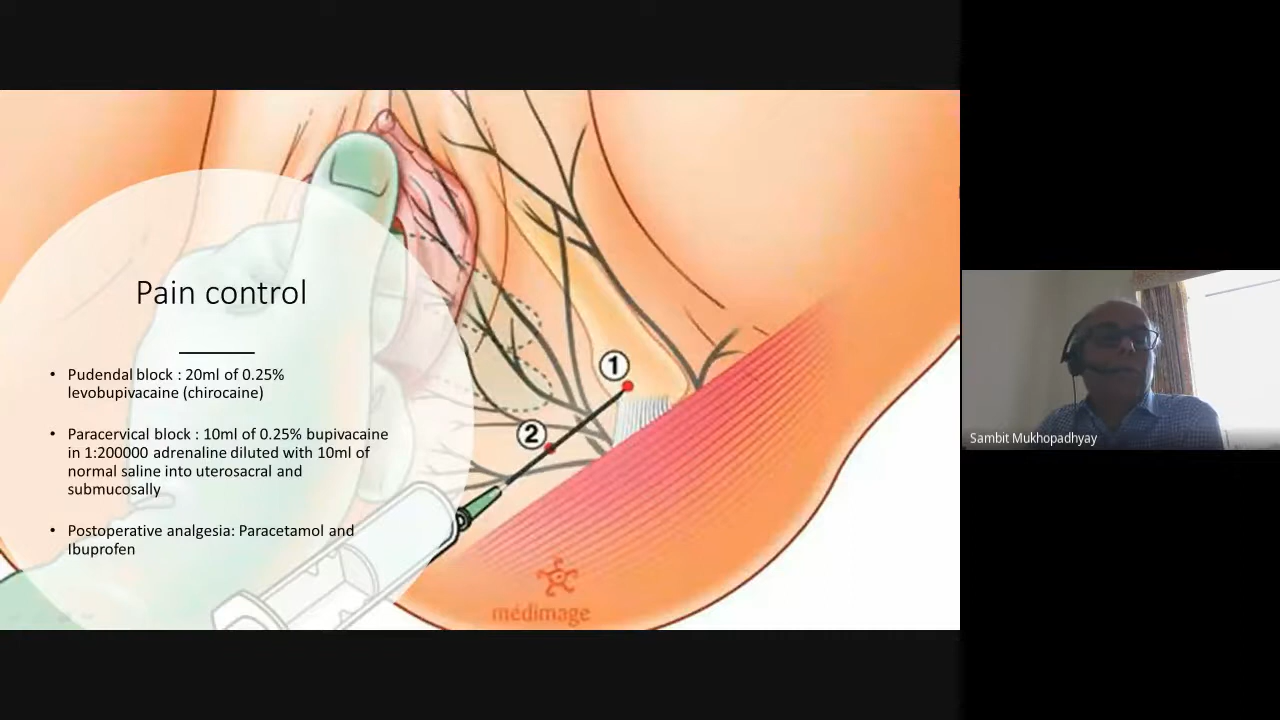 Pain control
• Pudendal block : 20ml of 0.25%
levobupivacaine (chirocaine)
• Paracervical block : 10ml of 0.25% bupivacaine
in 1:200000 adrenaline diluted with 10ml of
normal saline into uterosacral and
submucosally
• Postoperative analgesia: Paracetamol and
Ibuprofen
1
2
médimage
Sambit Mukhopadhyay